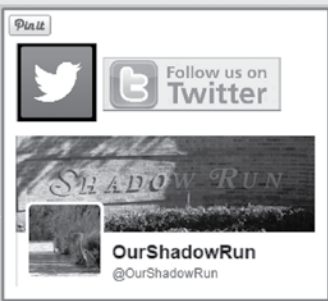 Pin it
t
Follow us on
Twitter
SHADOW RUN
OurShadowRun
@OurShadowRun